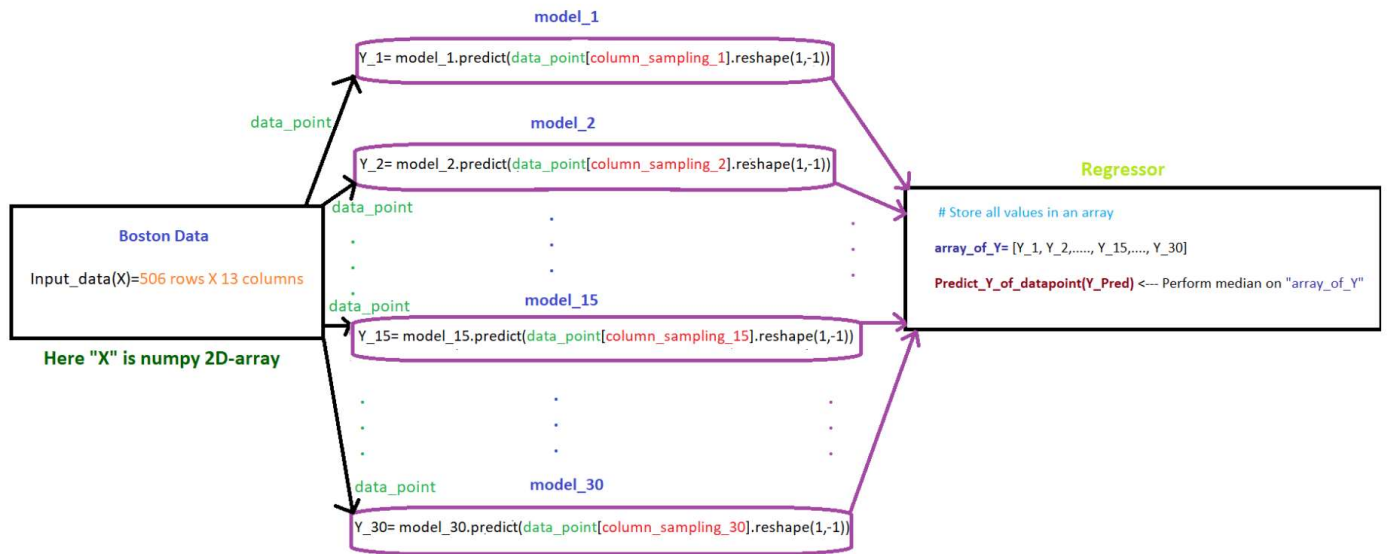 model_1
Y_1= model_1.predict(data_point[column_sampling_1].reshape(1,-1))
data_point
model_2
Y_2= model_2.predict(data_point[column_sampling_2].reshape(1,-1))
data_point
Boston Data
Input_data(X)=506 rows X 13 columns
Here "X" is numpy 2D-array
data_point
model_15
Y_15= model_15.predict(data_point[column_sampling_15].reshape(1,-1))
data_point
model_30
Y_30= model_30.predict(data_point[column_sampling_30].reshape(1,-1))
Regressor
# Store all values in an array
array_of_Y= [Y_1, Y_2,....., Y_15,...., Y_30]
Predict_Y_of_datapoint(Y_Pred) <--- Perform median on "array_of_Y"